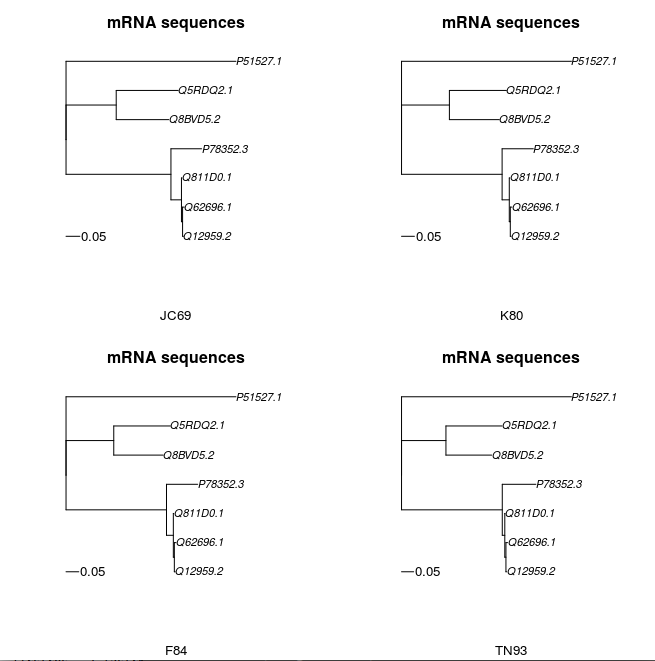 mRNA sequences
P51527.1
Q5RDQ2.1
Q8BVD5.2
P78352.3
Q811D0.1
Q62696.1
Q12959.2
0.05
JC69
mRNA sequences
P51527.1
Q5RDQ2.1
Q8BVD5.2
P78352.3
Q811D0.1
Q62696.1
Q12959.2
0.05
K80
mRNA sequences
P51527.1
Q5RDQ2.1
Q8BVD5.2
P78352.3
Q811D0.1
Q62696.1
Q12959.2
0.05
F84
mRNA sequences
P51527.1
Q5RDQ2.1
Q8BVD5.2
P78352.3
Q811D0.1
Q62696.1
Q12959.2
0.05
TN93